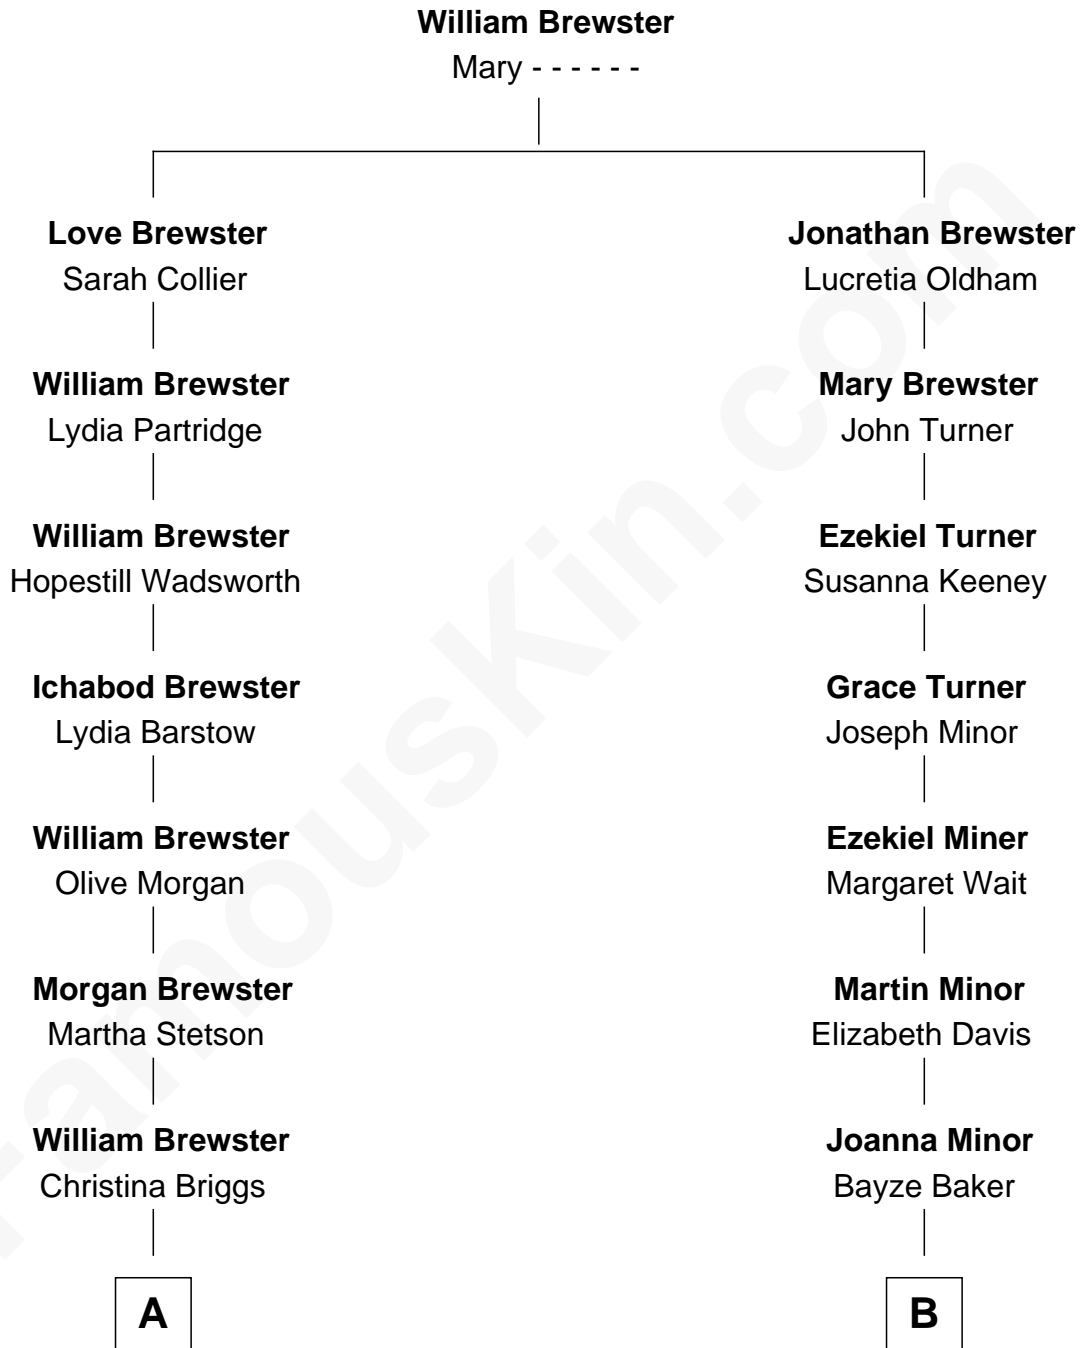 William Brewster
Mary - - - - - -
Love Brewster
Sarah Collier
Jonathan Brewster
Lucretia Oldham
William Brewster
Lydia Partridge
Mary Brewster
John Turner
William Brewster
Hopestill Wadsworth
Ezekiel Turner
Susanna Keeney
Ichabod Brewster
Lydia Barstow
Grace Turner
Joseph Minor
William Brewster
Olive Morgan
Ezekiel Miner
Margaret Wait
Morgan Brewster
Martha Stetson
Martin Minor
Elizabeth Davis
William Brewster
Christina Briggs
Joanna Minor
Bayze Baker
A
B
FamousKin.com